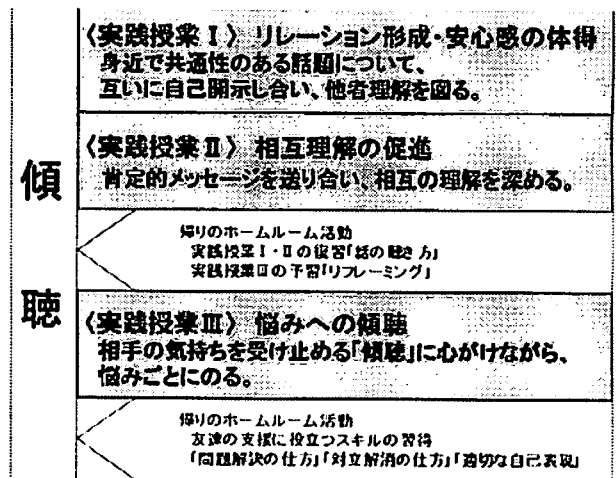 傾聴
〈実践授業Ⅰ〉 リレーション形成・安心感の体得
身近で共通性のある話題について、
互いに自己開示し合い、他者理解を図る。
〈実践授業Ⅱ〉 相互理解の促進
肯定的メッセージを送り合い、相互の理解を深める。
帰りのホームルーム活動
実践授業Ⅰ・Ⅱの復習「話の聴き方」
実践授業Ⅲの予習「リフレーミング」
〈実践授業Ⅲ〉 悩みへの傾聴
相手の気持ちを受け止める「傾聴」に心がけながら、
悩みごとにのる。
帰りのホームルーム活動
友達の支援に役立つスキルの習得
「問題解決の仕方」「対立解消の仕方」「適切な自己表現」